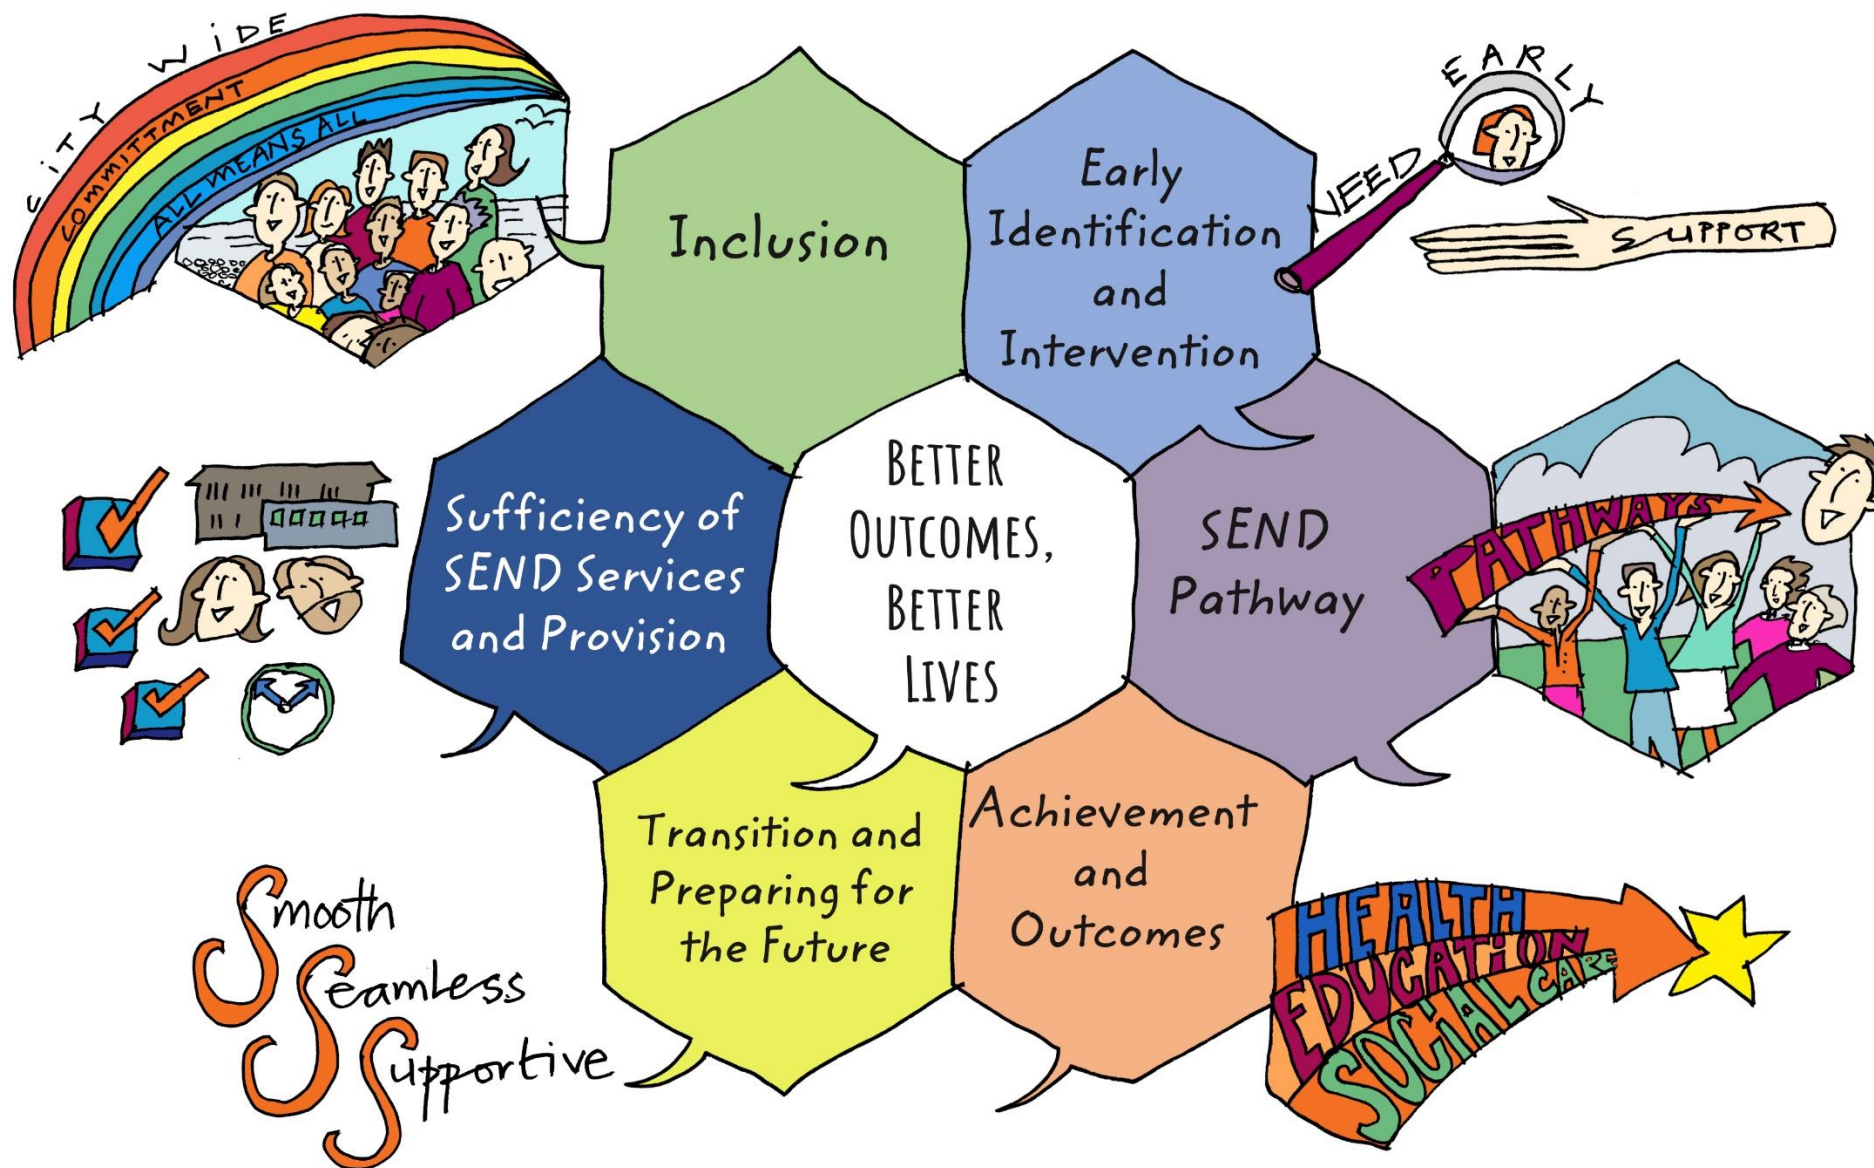 CITY WIDE
COMMITTMENT
ALL MEANS ALL
Inclusion
Early
Identification
and
Intervention
EARLY
NEED
SUPPORT
Sufficiency of
SEND Services
and Provision
BETTER
OUTCOMES,
BETTER
LIVES
SEND
Pathway
PATHWAYS
Transition and
Preparing for
the Future
Achievement
and
Outcomes
Smooth
Seamless
Supportive
HEALTH
EDUCATION
SOCIAL CARE